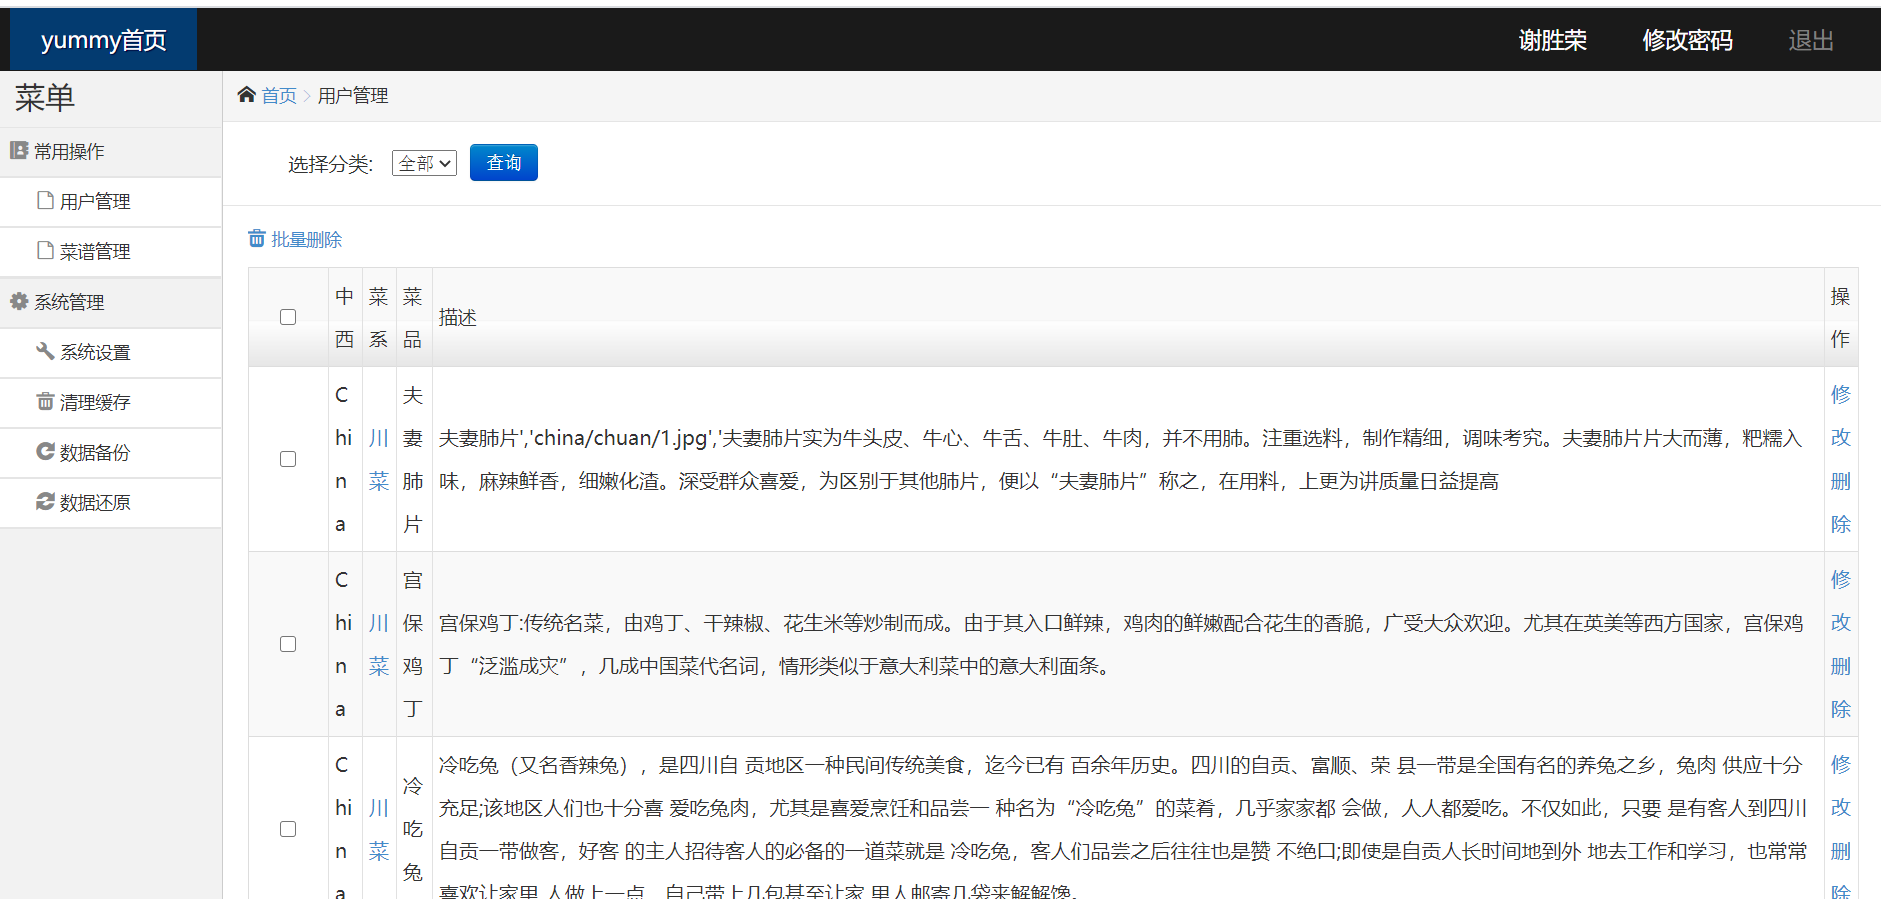 yummy首页
谢胜荣 修改密码 退出
菜单
首页 > 用户管理
常用操作
用户管理
菜谱管理
系统管理
系统设置
清理缓存
数据备份
数据还原
选择分类: 全部 查询
批量删除
中西 菜系 菜品 描述 操作
China
川菜
夫妻肺片
夫妻肺片','china/chuan/1.jpg','夫妻肺片实为牛头皮、牛心、牛舌、牛肚、牛肉，并不用肺。注重选料，制作精细，调味考究。夫妻肺片片大而薄，粑糯入
味，麻辣鲜香，细嫩化渣。深受群众喜爱，为区别于其他肺片，便以“夫妻肺片”称之，在用料，上更为讲质量日益提高
修改
删除
China
川菜
宫保鸡丁
宫保鸡丁:传统名菜，由鸡丁、干辣椒、花生米等炒制而成。由于其入口鲜辣，鸡肉的鲜嫩配合花生的香脆，广受大众欢迎。尤其在英美等西方国家，宫保鸡
丁“泛滥成灾”，几成中国菜代名词，情形类似于意大利菜中的意大利面条。
修改
删除
China
川菜
冷吃兔
冷吃兔（又名香辣兔），是四川自 贡地区一种民间传统美食，迄今已有 百余年历史。四川的自贡、富顺、荣 县一带是全国有名的养兔之乡，兔肉 供应十分
充足;该地区人们也十分喜 爱吃兔肉，尤其是喜爱烹饪和品尝一 种名为“冷吃兔”的菜肴，几乎家家都 会做，人人都爱吃。不仅如此，只要 是有客人到四川
自贡一带做客，好客 的主人招待客人的必备的一道菜就是 冷吃兔，客人们品尝之后往往也是赞 不绝口;即使是自贡人长时间地到外 地去工作和学习，也常常
喜欢让家里 人做上一点，自己带上几包甚至让家 里人邮寄几袋来解解馋。
修改
删除